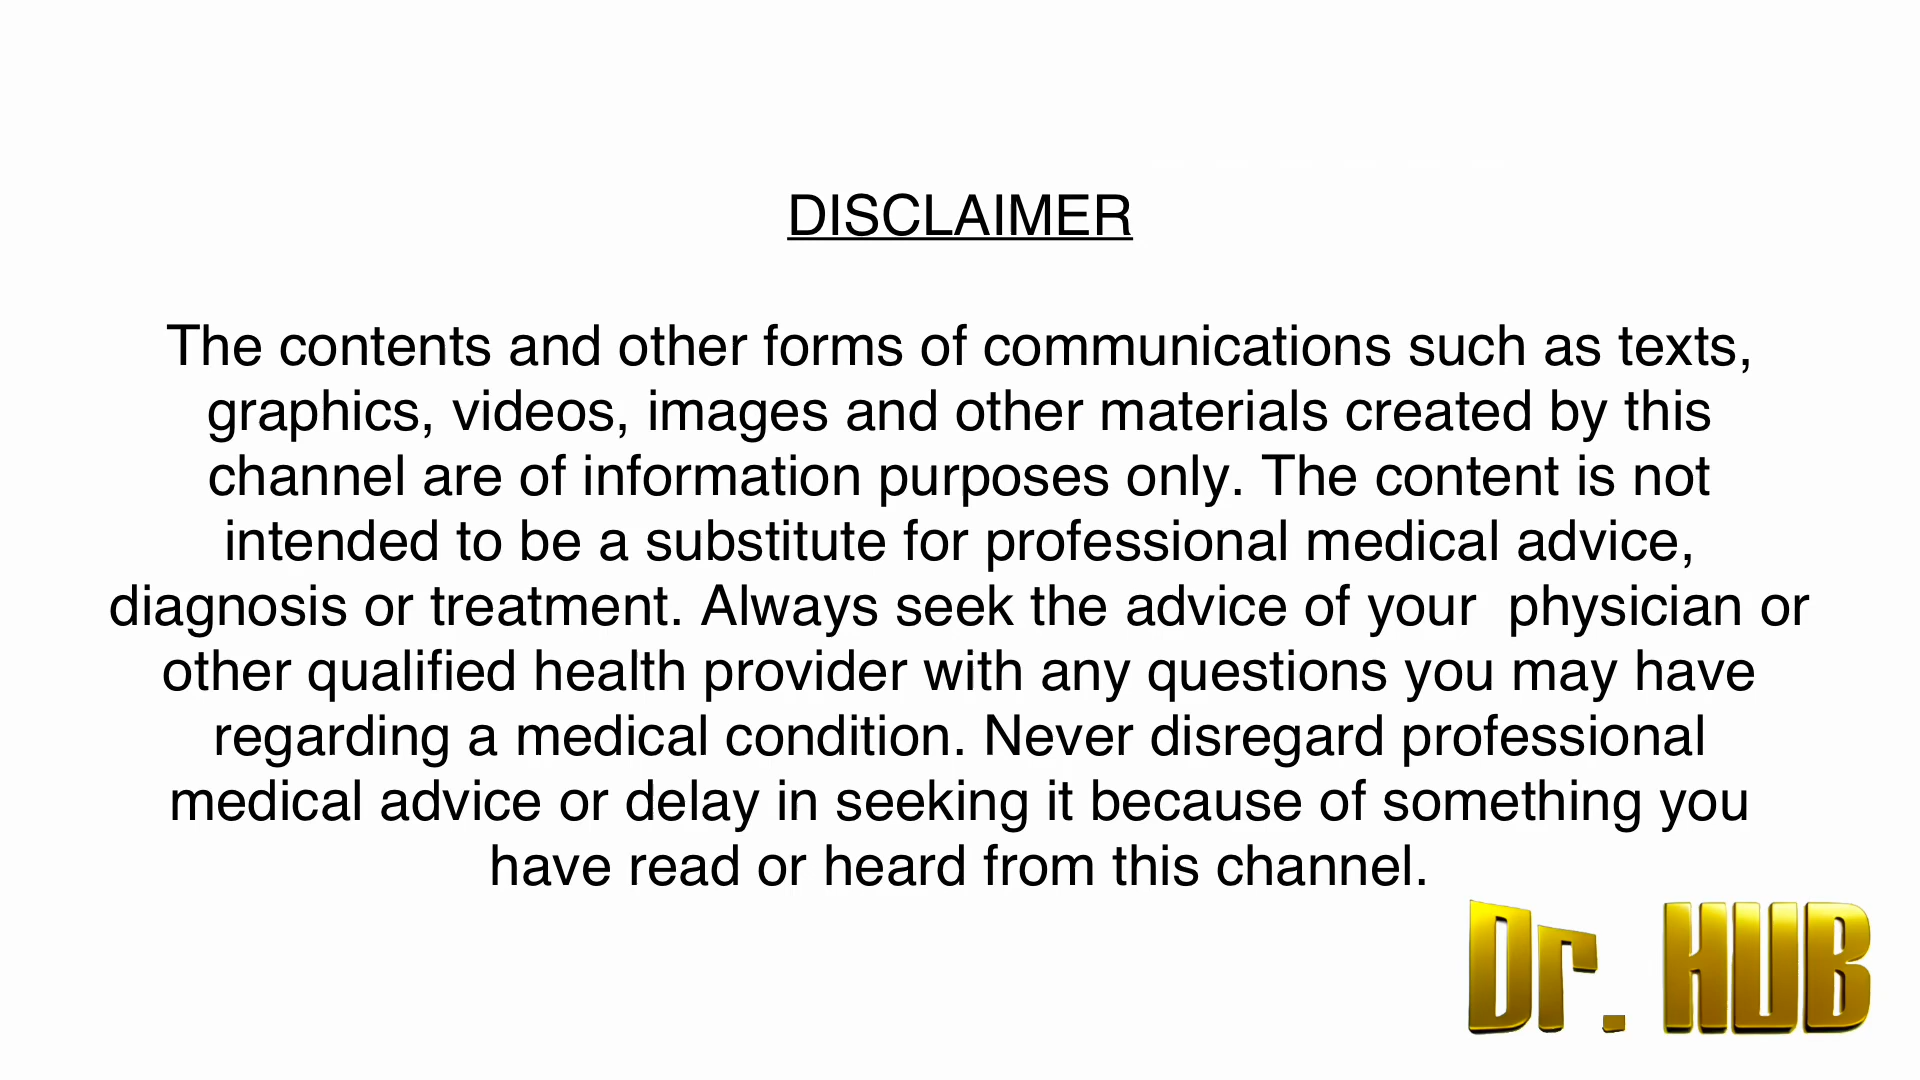 DISCLAIMER
The contents and other forms of communications such as texts,
graphics, videos, images and other materials created by this
channel are of information purposes only. The content is not
intended to be a substitute for professional medical advice,
diagnosis or treatment. Always seek the advice of your  physician or
other qualified health provider with any questions you may have
regarding a medical condition. Never disregard professional
medical advice or delay in seeking it because of something you
have read or heard from this channel.
Dr. HUB